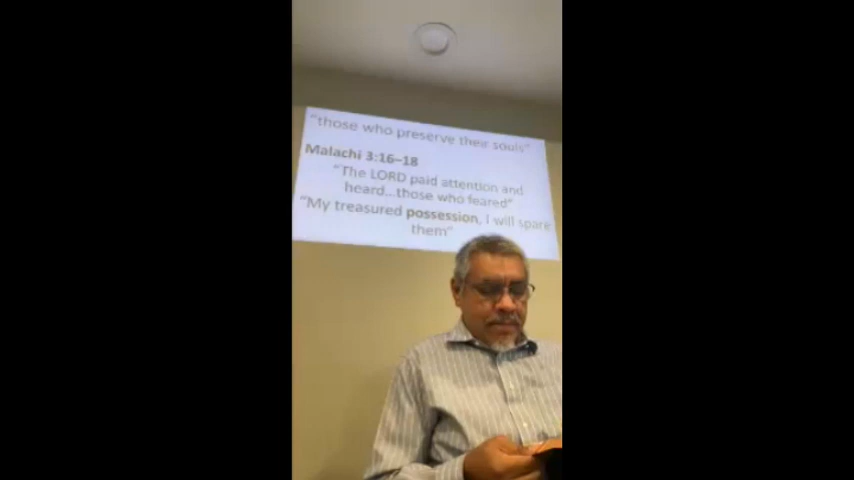 “those who preserve their souls”
Malachi 3:16–18
“The LORD paid attention and
heard...those who feared”
“My treasured possession, I will spare
them”